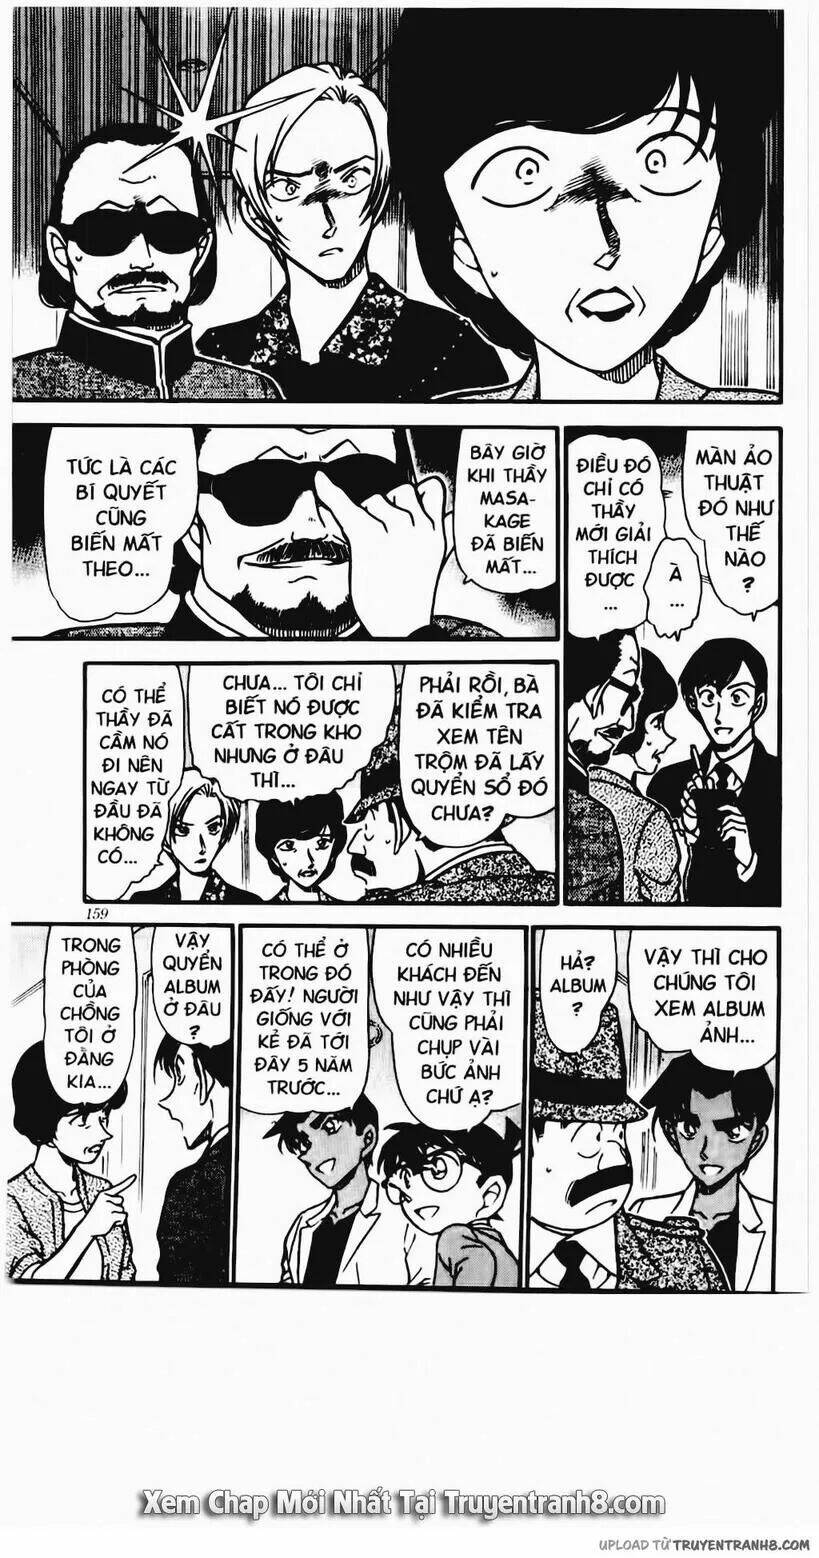 MÀN ẢO
THUẬT
ĐÓ NHƯ
THẾ
NÀO
?
À
...
ĐIỀU ĐÓ
CHỈ CÓ
THẦY
MỚI GIẢI
THÍCH
ĐƯỢC
...
BÂY GIỜ
KHI THẦY
MASA-
KAGE
ĐÃ BIẾN
MẤT...
TỨC LÀ CÁC
BÍ QUYẾT
CŨNG
BIẾN MẤT
THEO...
PHẢI RỒI, BÀ
ĐÃ KIỂM TRA
XEM TÊN
TRỘM ĐÃ LẤY
QUYỂN SỔ ĐÓ
CHƯA?
CHƯA... TÔI CHỈ
BIẾT NÓ ĐƯỢC
CẤT TRONG KHO
NHƯNG Ở ĐÂU
THÌ...
CÓ THỂ
THẦY ĐÃ
CẦM NÓ
ĐI NÊN
NGAY TỪ
ĐẦU ĐÃ
KHÔNG
CÓ...
159
VẬY THÌ CHO
CHÚNG TÔI
XEM ALBUM
ẢNH...
HẢ?
ALBUM
?
CÓ NHIỀU
KHÁCH ĐẾN
NHƯ VẬY THÌ
CŨNG PHẢI
CHỤP VÀI
BỨC ẢNH
CHỨ Ạ?
CÓ THỂ Ở
TRONG ĐÓ
ĐẤY! NGƯỜI
GIỐNG VỚI
KẺ ĐÃ TỚI
ĐÂY 5 NĂM
TRƯỚC...
VẬY
QUYỂN
ALBUM
Ở ĐÂU
?
TRONG
PHÒNG
CỦA
CHỒNG
TÔI Ở
ĐẰNG
KIA...
Xem Chap Mới Nhất Tại Truyentranh8.com
UPLOAD TỪ TRUYENTRANH8.COM